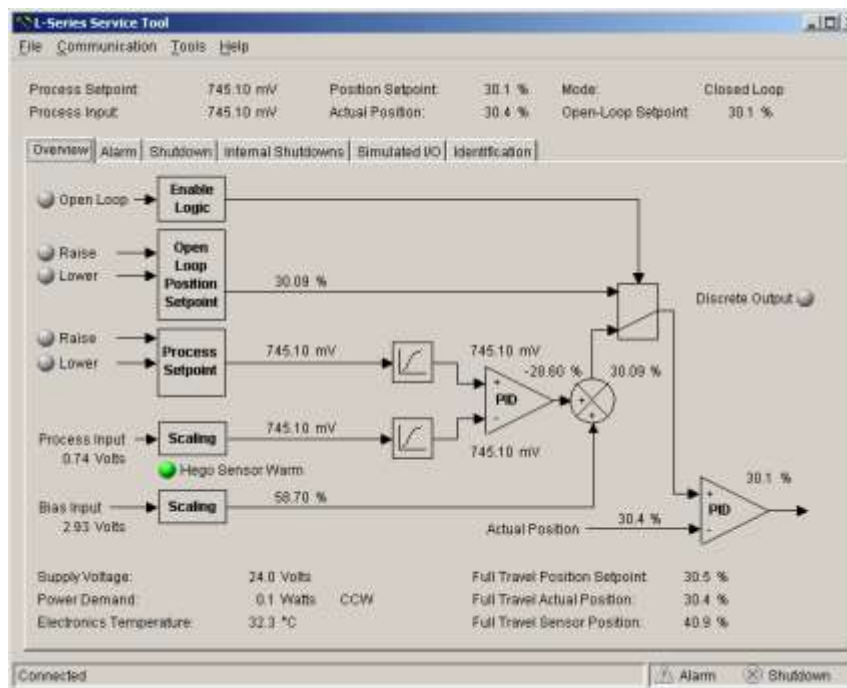 L-Series Service Tool
File Communication Tools Help
Process Setpoint: 745.10 mV Position Setpoint: 30.1 % Mode: Closed Loop
Process Input: 745.10 mV Actual Position: 30.4 % Open-Loop Setpoint: 30.1 %
Overview Alarm Shutdown Internal Shutdowns Simulated I/O Identification
Open Loop Enable Logic
Raise
Lower
Open Loop Position Setpoint
30.09 %
Discrete Output
Raise
Lower
Process Setpoint
745.10 mV
745.10 mV
-28.60 % 30.09 %
+
-
PID
+
+
Process Input
0.74 Volts
Scaling
745.10 mV
745.10 mV
Hego Sensor Warm
Bias Input
2.93 Volts
Scaling
58.70 %
Actual Position 30.4 %
+
-
PID
30.1 %
Supply Voltage: 24.0 Volts Full Travel Position Setpoint: 30.5 %
Power Demand: 0.1 Watts CCW Full Travel Actual Position: 30.4 %
Electronics Temperature: 32.3 °C Full Travel Sensor Position: 40.9 %
Connected Alarm Shutdown